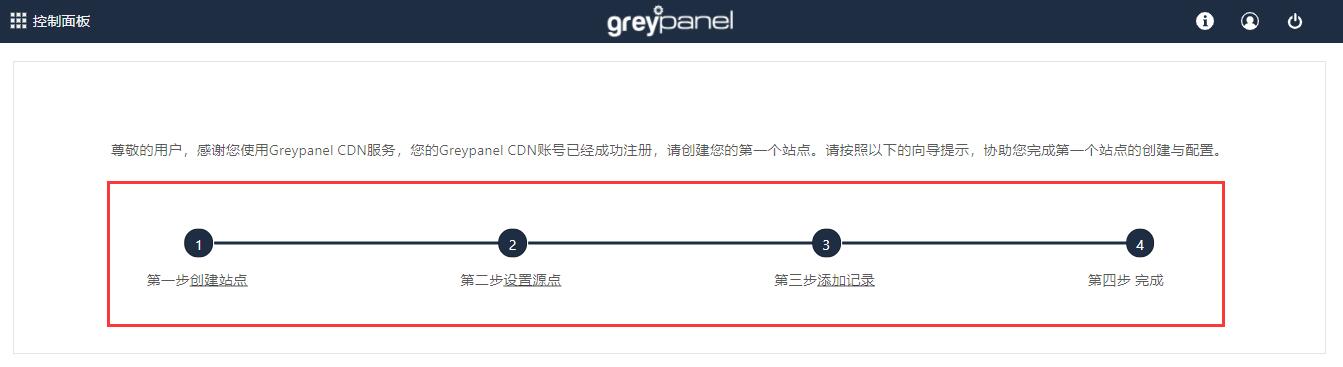 控制面板
greypanel
尊敬的用户，感谢您使用Greypanel CDN服务，您的Greypanel CDN账号已经成功注册，请创建您的第一个站点。请按照以下的向导提示，协助您完成第一个站点的创建与配置。
1 2 3 4
第一步创建站点 第二步设置源点 第三步添加记录 第四步 完成